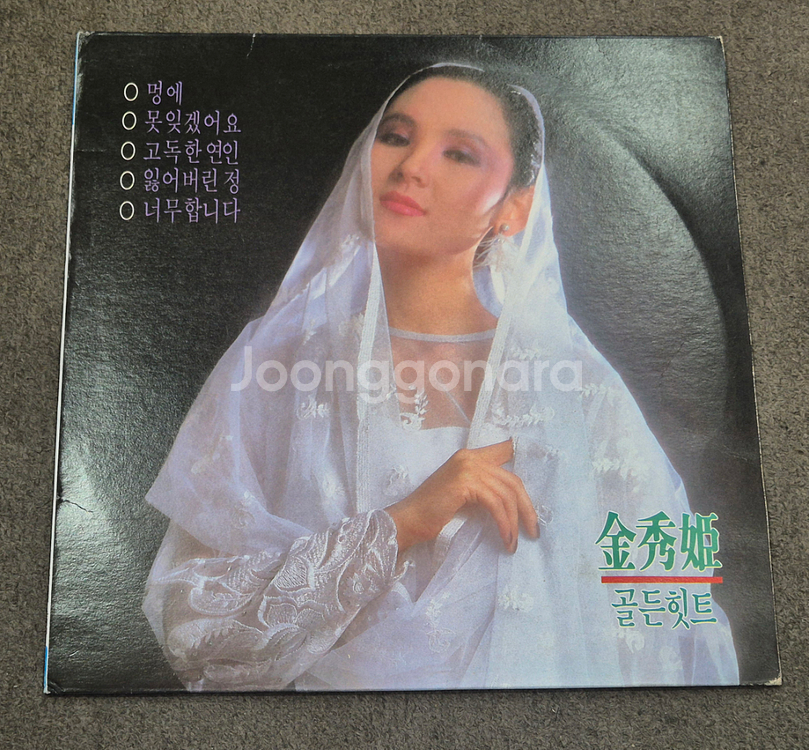 O 멍에
O 못잊겠어요
O 고독한 연인
O 잃어버린 정
O 너무합니다
Joonggonara
金秀姬
골든힛트